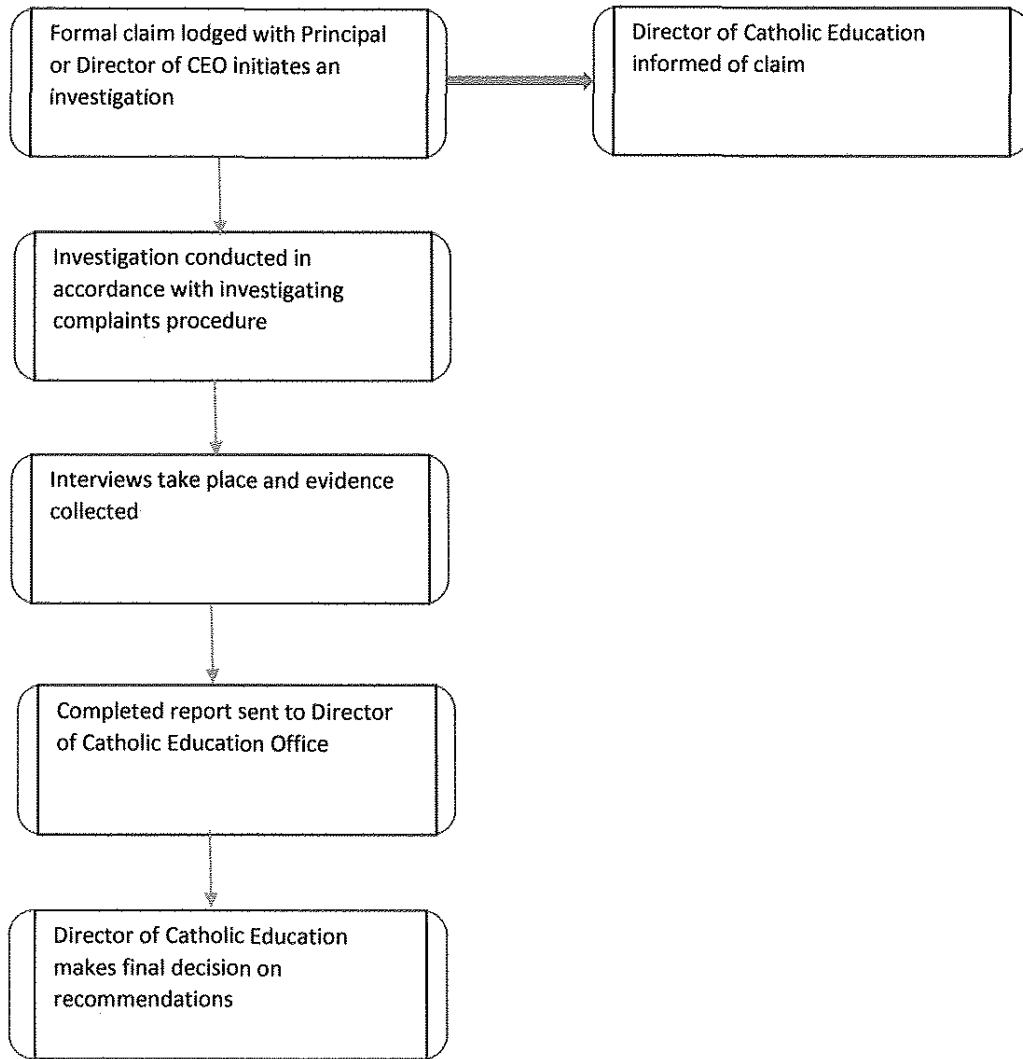 Formal claim lodged with Principal
or Director of CEO initiates an
investigation
Director of Catholic Education
informed of claim
Investigation conducted in
accordance with investigating
complaints procedure
Interviews take place and evidence
collected
Completed report sent to Director
of Catholic Education Office
Director of Catholic Education
makes final decision on
recommendations